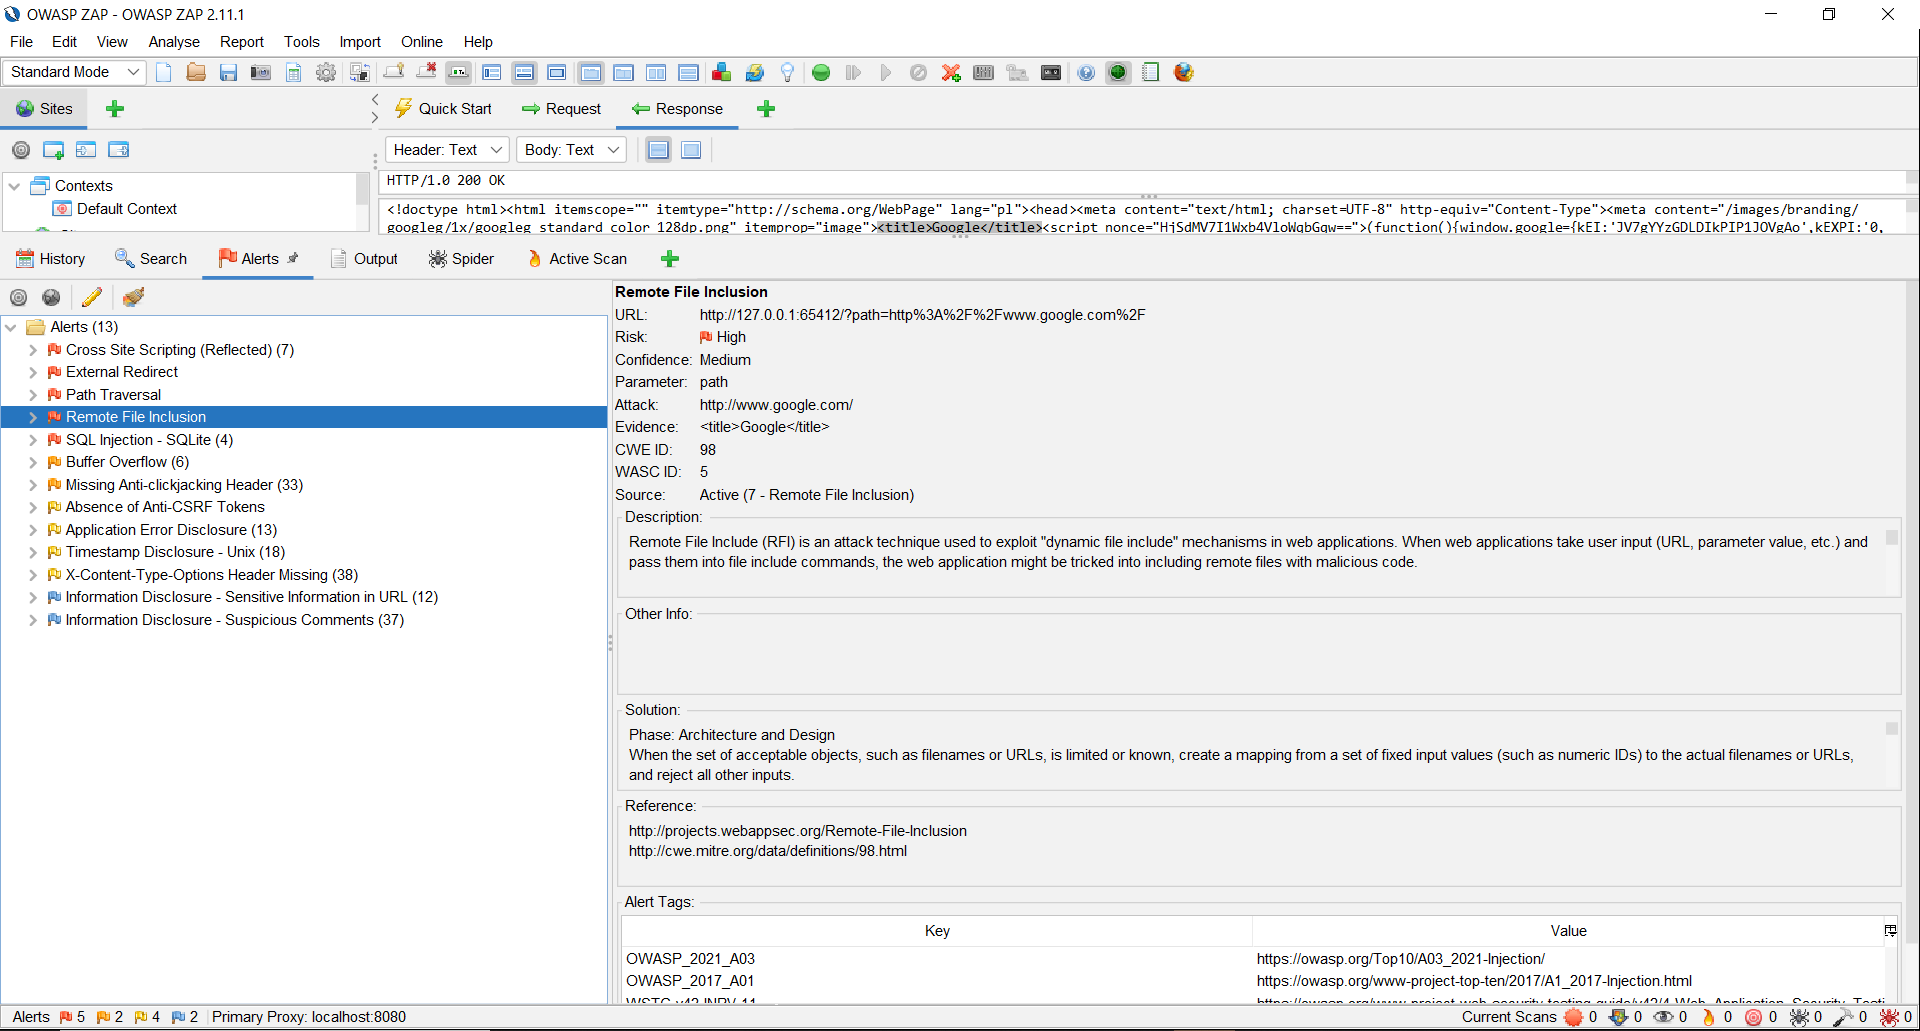 OWASP ZAP - OWASP ZAP 2.11.1
File Edit View Analyse Report Tools Import Online Help
Standard Mode
Sites
Quick Start Request Response
Header: Text Body: Text
Contexts
Default Context
HTTP/1.0 200 OK
<!doctype html><html itemscope="" itemtype="http://schema.org/WebPage" lang="pl"><head><meta content="text/html; charset=UTF-8" http-equiv="Content-Type"><meta content="/images/branding/
googleg/1x/googleg_standard_color_128dp.png" itemprop="image"><title>Google</title><script nonce="HjSdMV7I1Wxb4VloWqbGqw==">(function(){window.google={kEI:'JV7gYYzGDLDIkPIP1JOVgAo',kEXPI:'0,
History Search Alerts Output Spider Active Scan
Alerts (13)
Cross Site Scripting (Reflected) (7)
External Redirect
Path Traversal
Remote File Inclusion
SQL Injection - SQLite (4)
Buffer Overflow (6)
Missing Anti-clickjacking Header (33)
Absence of Anti-CSRF Tokens
Application Error Disclosure (13)
Timestamp Disclosure - Unix (18)
X-Content-Type-Options Header Missing (38)
Information Disclosure - Sensitive Information in URL (12)
Information Disclosure - Suspicious Comments (37)
Remote File Inclusion
URL: http://127.0.0.1:65412/?path=http%3A%2F%2Fwww.google.com%2F
Risk: High
Confidence: Medium
Parameter: path
Attack: http://www.google.com/
Evidence: <title>Google</title>
CWE ID: 98
WASC ID: 5
Source: Active (7 - Remote File Inclusion)
Description:
Remote File Include (RFI) is an attack technique used to exploit "dynamic file include" mechanisms in web applications. When web applications take user input (URL, parameter value, etc.) and
pass them into file include commands, the web application might be tricked into including remote files with malicious code.
Other Info:
Solution:
Phase: Architecture and Design
When the set of acceptable objects, such as filenames or URLs, is limited or known, create a mapping from a set of fixed input values (such as numeric IDs) to the actual filenames or URLs,
and reject all other inputs.
Reference:
http://projects.webappsec.org/Remote-File-Inclusion
http://cwe.mitre.org/data/definitions/98.html
Alert Tags:
Key Value
OWASP_2021_A03 https://owasp.org/Top10/A03_2021-Injection/
OWASP_2017_A01 https://owasp.org/www-project-top-ten/2017/A1_2017-Injection.html
WSTG-v42-INPV-11 https://owasp.org/www-project-web-security-testing-guide/v42/4-Web_Application_Security_Testi
Alerts 5 2 4 2 Primary Proxy: localhost:8080 Current Scans 0 0 0 0 0 0 0 0